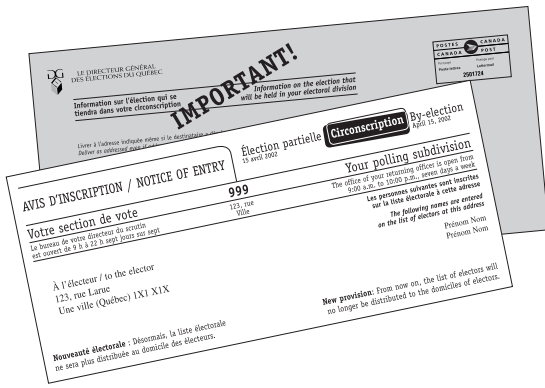 LE DIRECTEUR GÉNÉRAL
DES ÉLECTIONS DU QUÉBEC
Information sur l'élection qui se
tiendra dans votre circonscription
IMPORTANT!
Information on the election that
will be held in your electoral division
POSTES CANADA
CANADA POST
Poste-lettres
Lettermail
2501724
Livrer à l'adresse indiquée même si le destinataire
Deliver as addressed even if
AVIS D'INSCRIPTION / NOTICE OF ENTRY
Élection partielle
15 avril 2002
Circonscription
By-election
April 15, 2002
Votre section de vote
Le bureau de votre directeur du scrutin
est ouvert de 9 h à 22 h sept jours sur sept
999
123, rue
Ville
Your polling subdivision
The office of your returning officer is open from
9:00 a.m. to 10:00 p.m., seven days a week
Les personnes suivantes sont inscrites
sur la liste électorale à cette adresse
The following names are entered
on the list of electors at this address
Prénom Nom
Prénom Nom
À l'électeur / to the elector
123, rue Larue
Une ville (Québec) 1X1 X1X
Nouveauté électorale : Désormais, la liste électorale
ne sera plus distribuée au domicile des électeurs.
New provision: From now on, the list of electors will
no longer be distributed to the domiciles of electors.